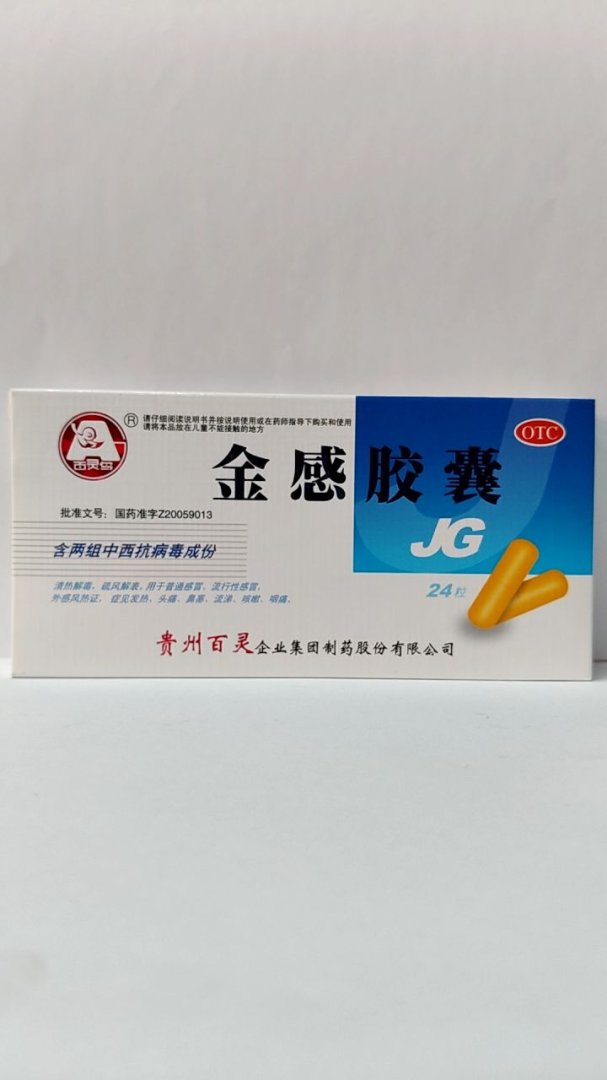 百灵鸟
®
请仔细阅读说明书并按说明使用或在药师指导下购买和使用
请将本品放在儿童不能接触的地方
OTC
金感胶囊
批准文号：国药准字Z20059013
JG
含两组中西抗病毒成份
清热解毒，疏风解表。用于普通感冒，流行性感冒，
外感风热证，症见发热、头痛、鼻塞、流涕、咳嗽、咽痛。
24粒
贵州百灵企业集团制药股份有限公司